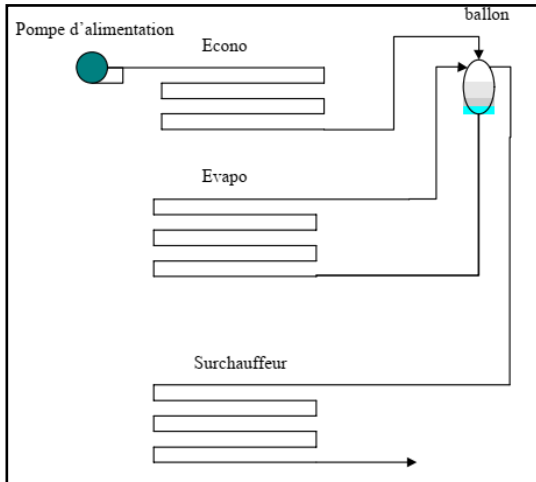 ballon
Pompe d’alimentation
Econo
Evapo
Surchauffeur